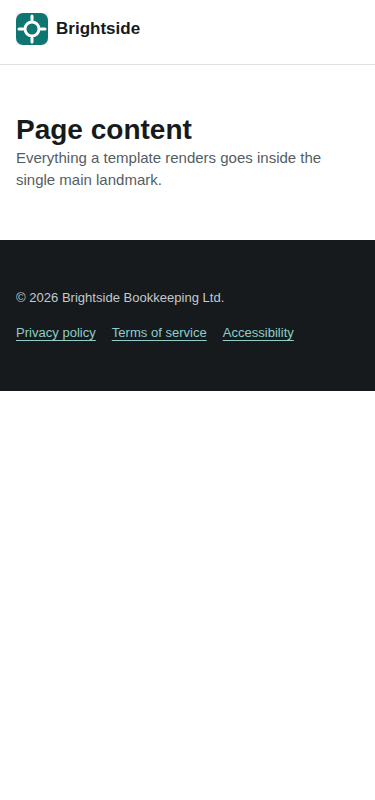 Brightside
Page content
Everything a template renders goes inside the
single main landmark.
© 2026 Brightside Bookkeeping Ltd.
Privacy policy Terms of service Accessibility